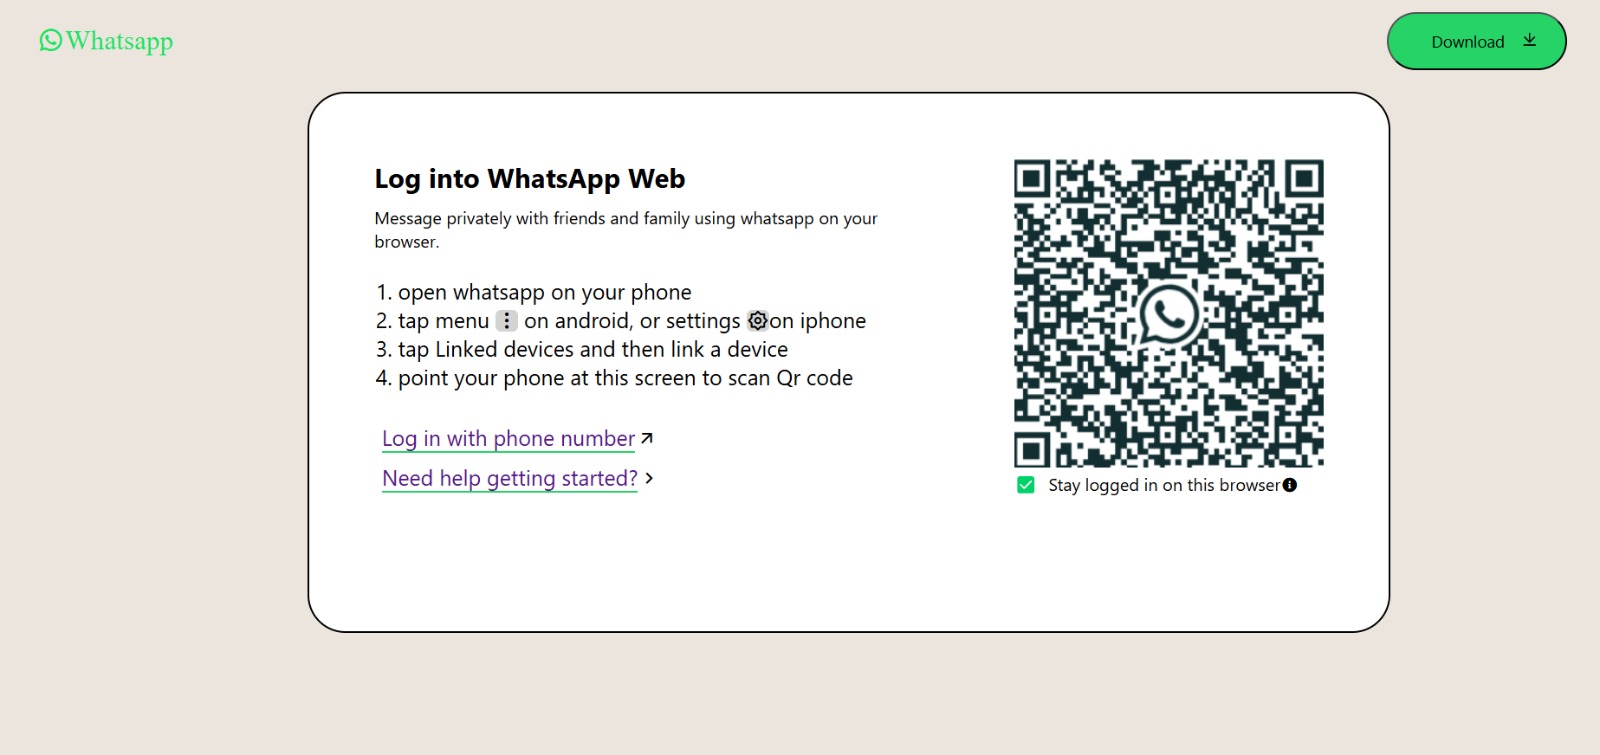 Whatsapp
Download
Log into WhatsApp Web
Message privately with friends and family using whatsapp on your
browser.
1. open whatsapp on your phone
2. tap menu on android, or settings on iphone
3. tap Linked devices and then link a device
4. point your phone at this screen to scan Qr code
Log in with phone number
Need help getting started?
Stay logged in on this browser